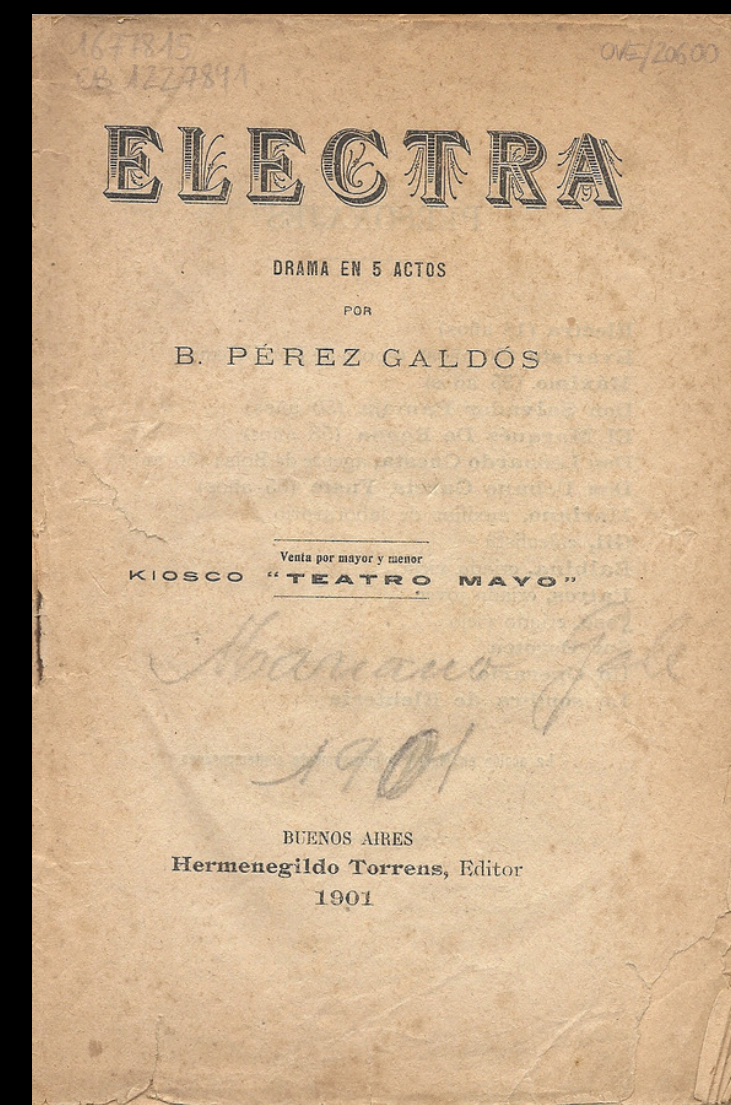 1677815
CB 1227891
OVE/20600
ELECTRA
DRAMA EN 5 ACTOS
POR
B. PÉREZ GALDÓS
Venta por mayor y menor
KIOSCO “TEATRO MAYO”
Mariano
1901
BUENOS AIRES
Hermenegildo Torrens, Editor
1901